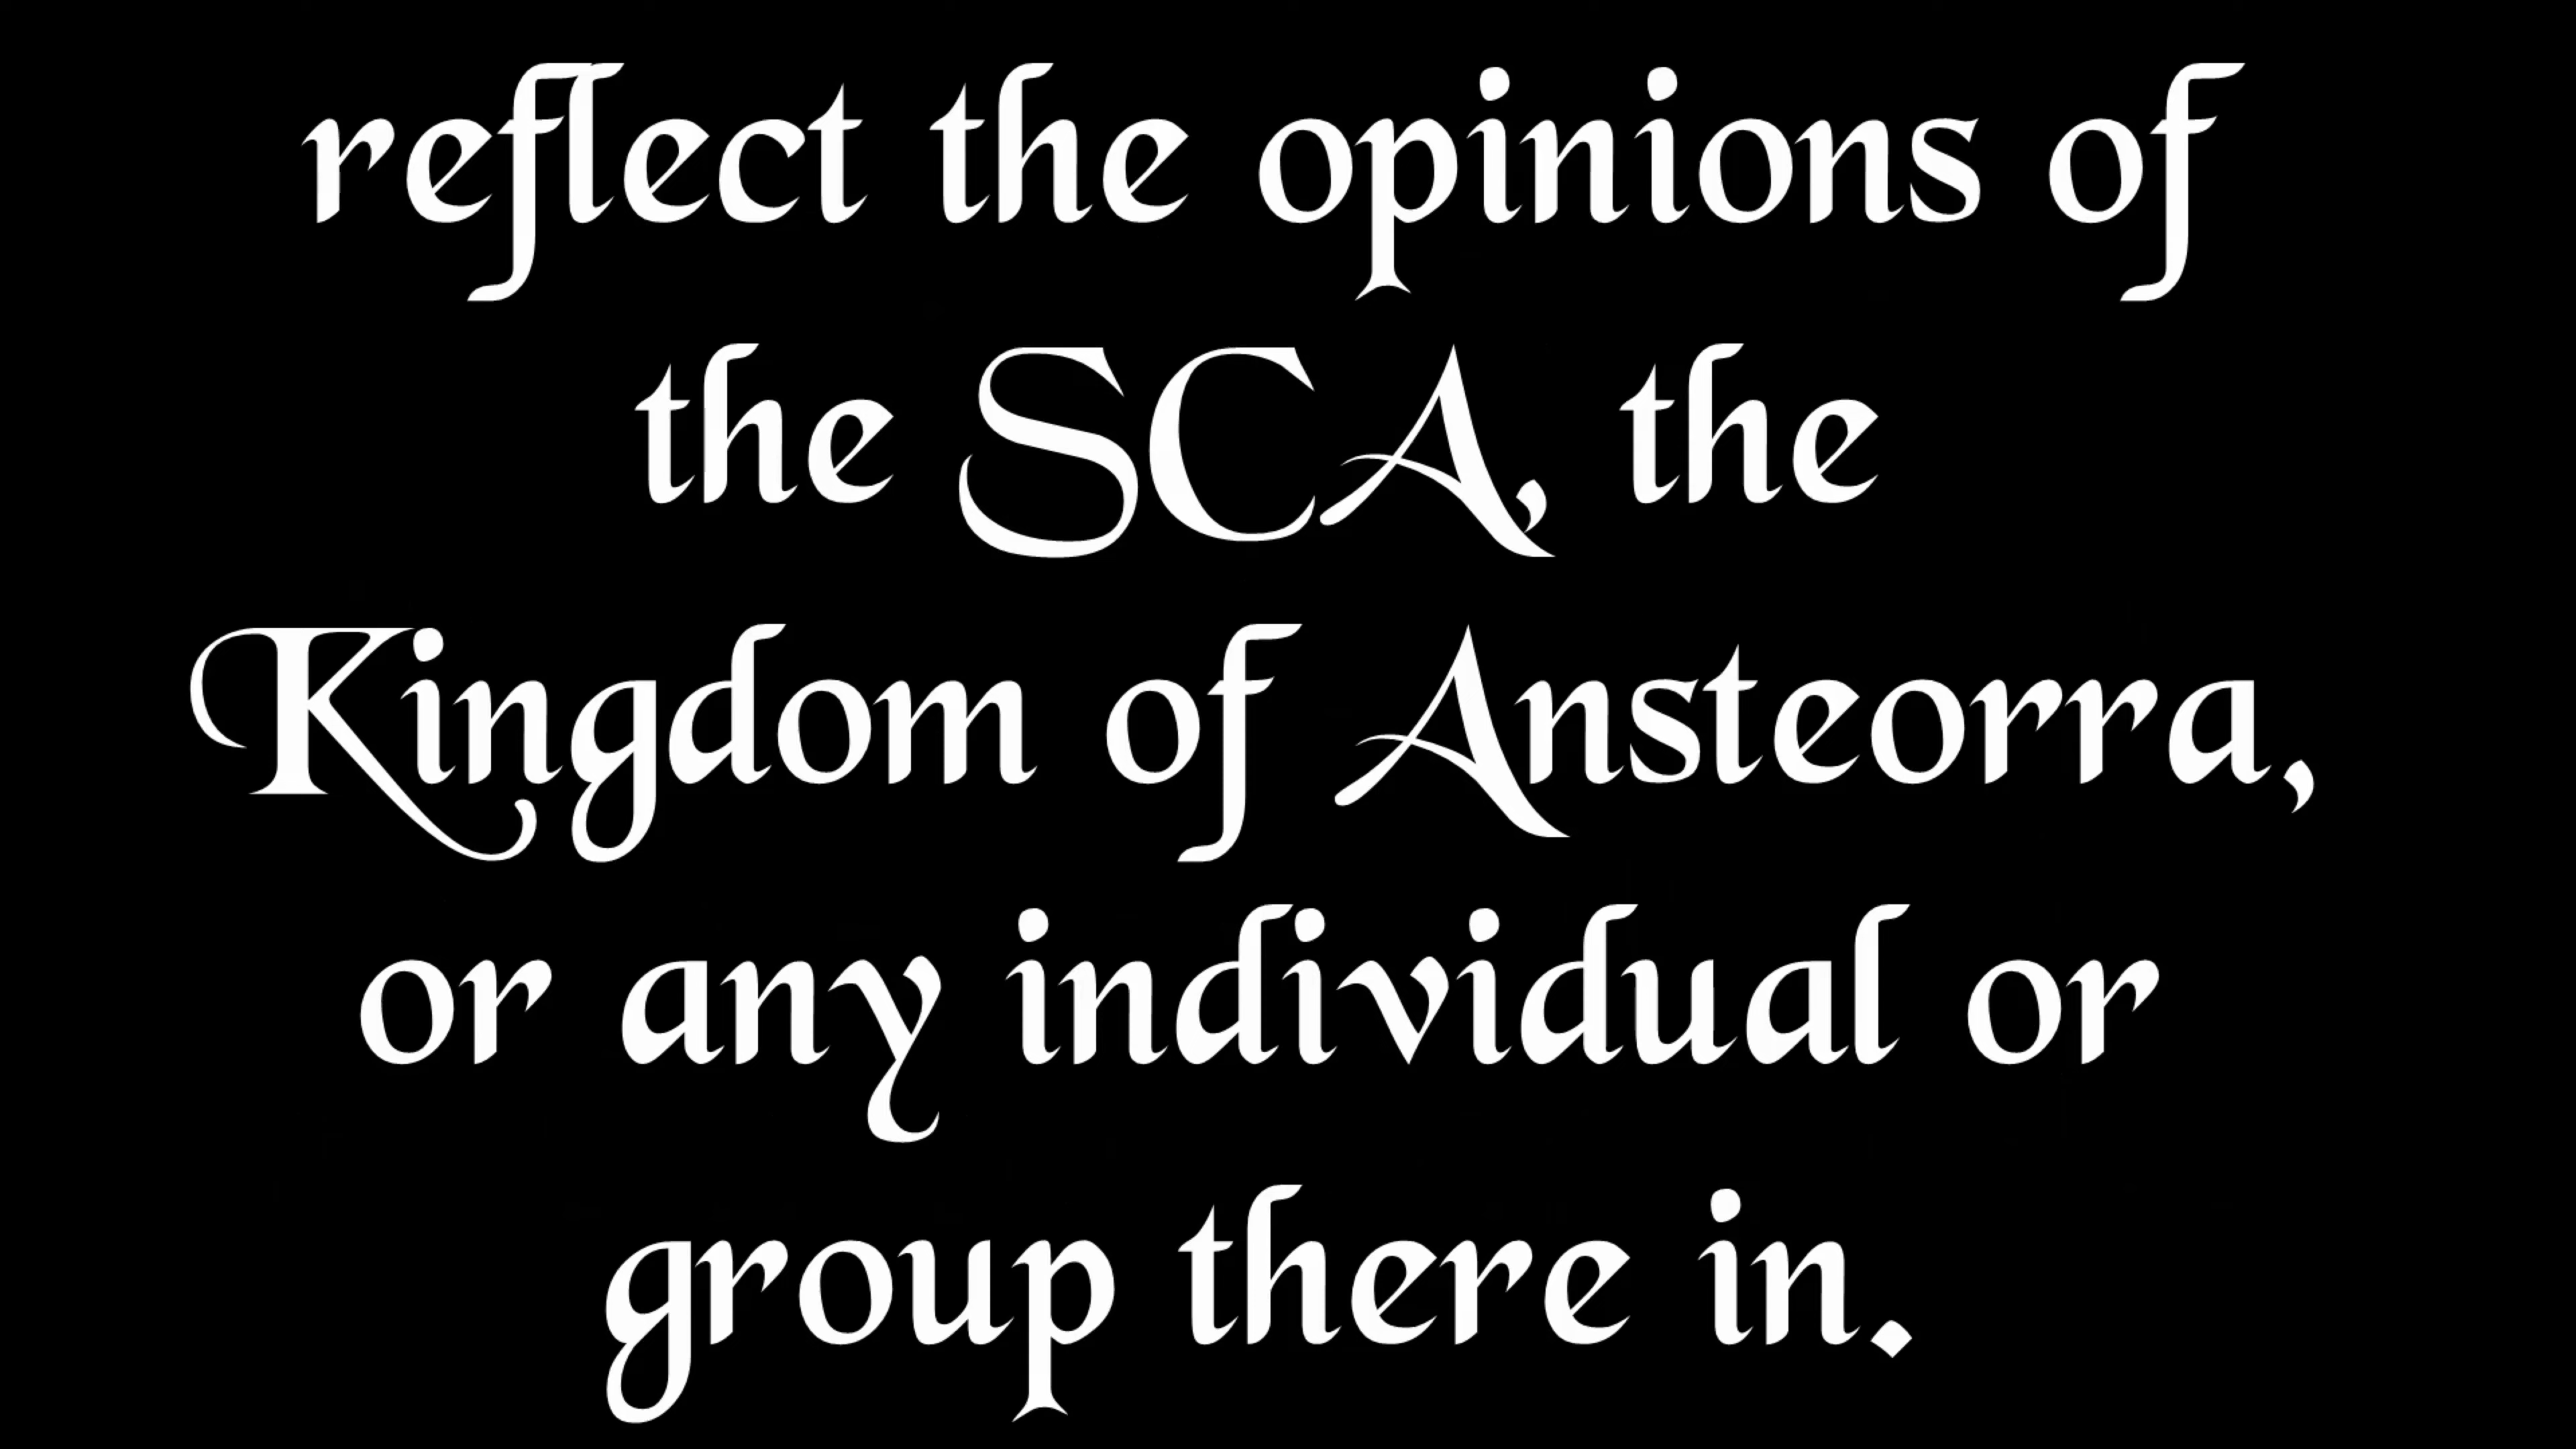 reflect the opinions of
the SCA, the
Kingdom of Ansteorra,
or any individual or
group there in.